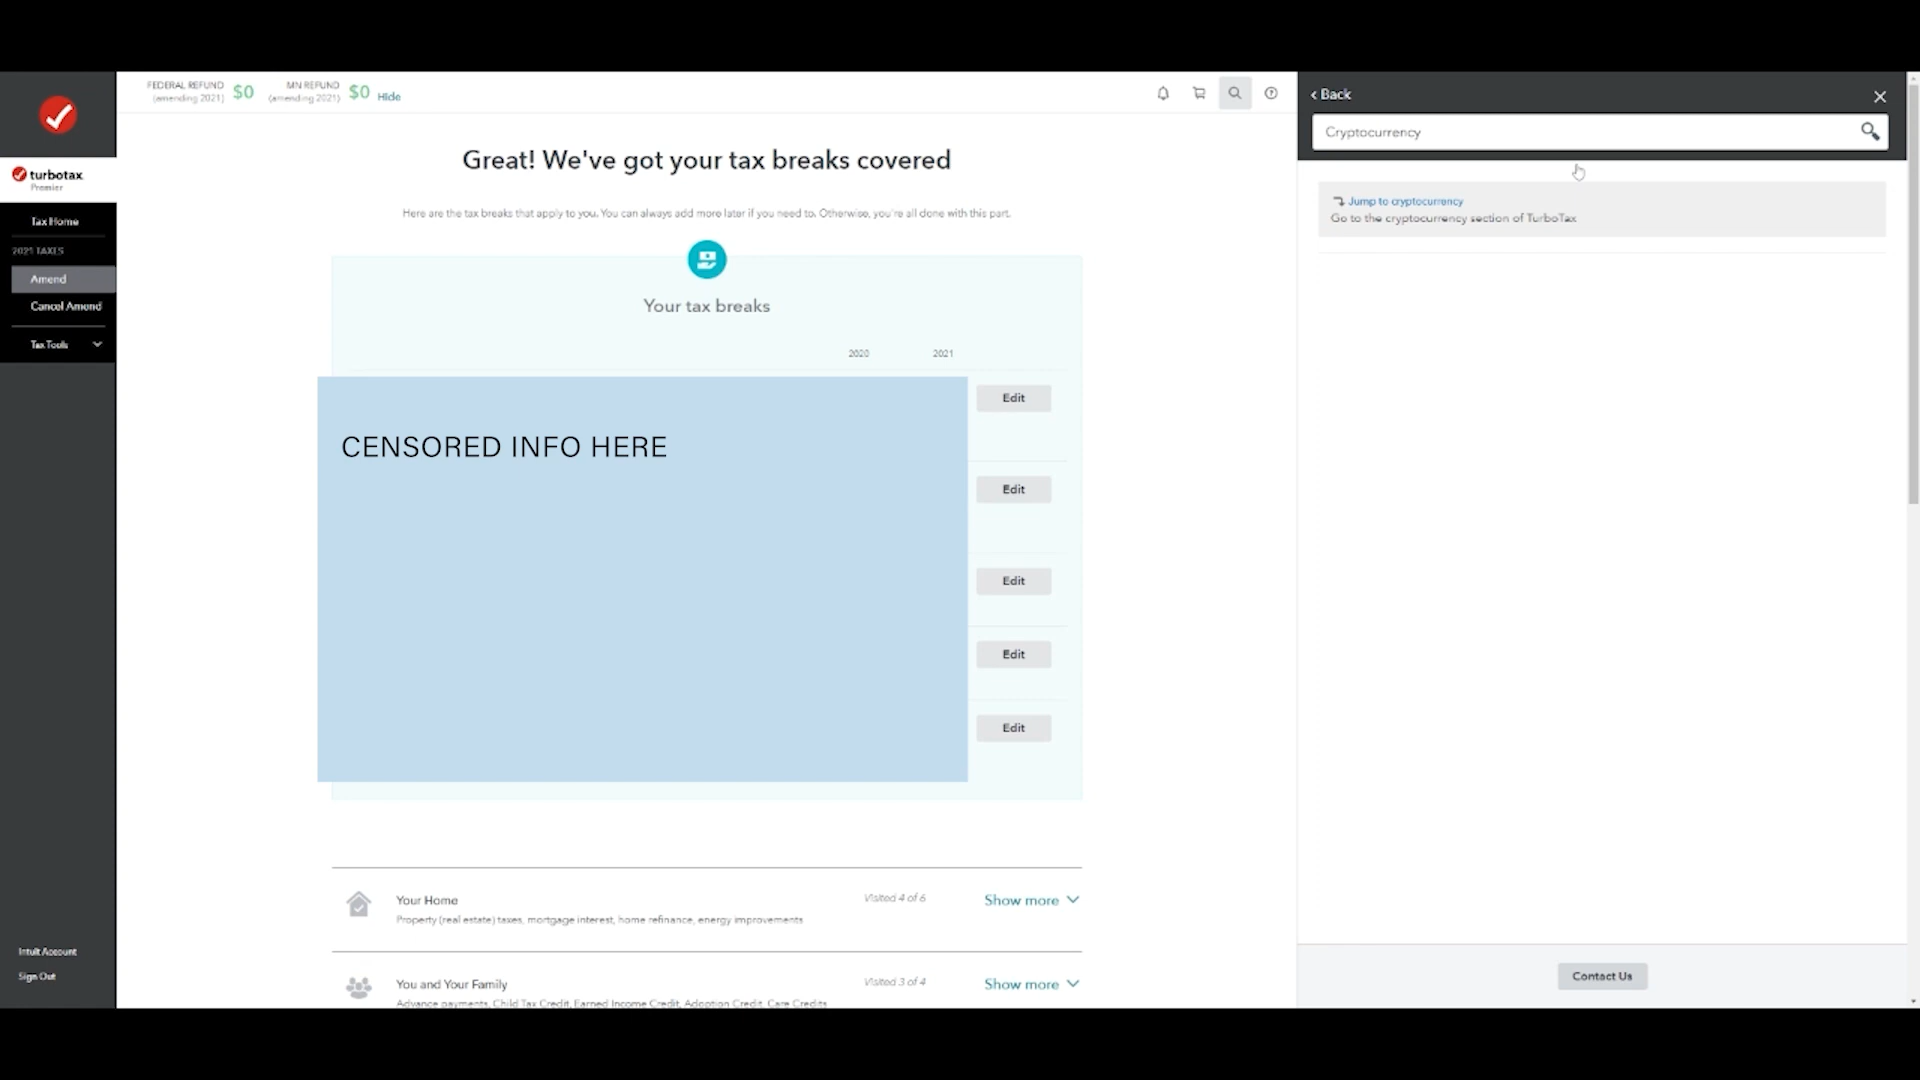 FEDERAL REFUND
(amending 2021)
$0
MN REFUND
(amending 2021)
$0
Hide
turbotax
Premier
Tax Home
2021 TAXES
Amend
Cancel Amend
Tax Tools
Intuit Account
Sign Out
Great! We've got your tax breaks covered
Here are the tax breaks that apply to you. You can always add more later if you need to. Otherwise, you're all done with this part.
Your tax breaks
2020 2021
CENSORED INFO HERE
Edit
Edit
Edit
Edit
Edit
Your Home
Visited 4 of 6
Show more
Property (real estate) taxes, mortgage interest, home refinance, energy improvements
You and Your Family
Visited 3 of 4
Show more
Advance payments, Child Tax Credit, Earned Income Credit, Adoption Credit, Care Credits
Back
Cryptocurrency
Jump to cryptocurrency
Go to the cryptocurrency section of TurboTax
Contact Us